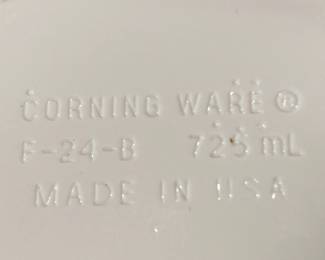 CORNING WARE ®
F-24-B 725 mL
MADE IN USA